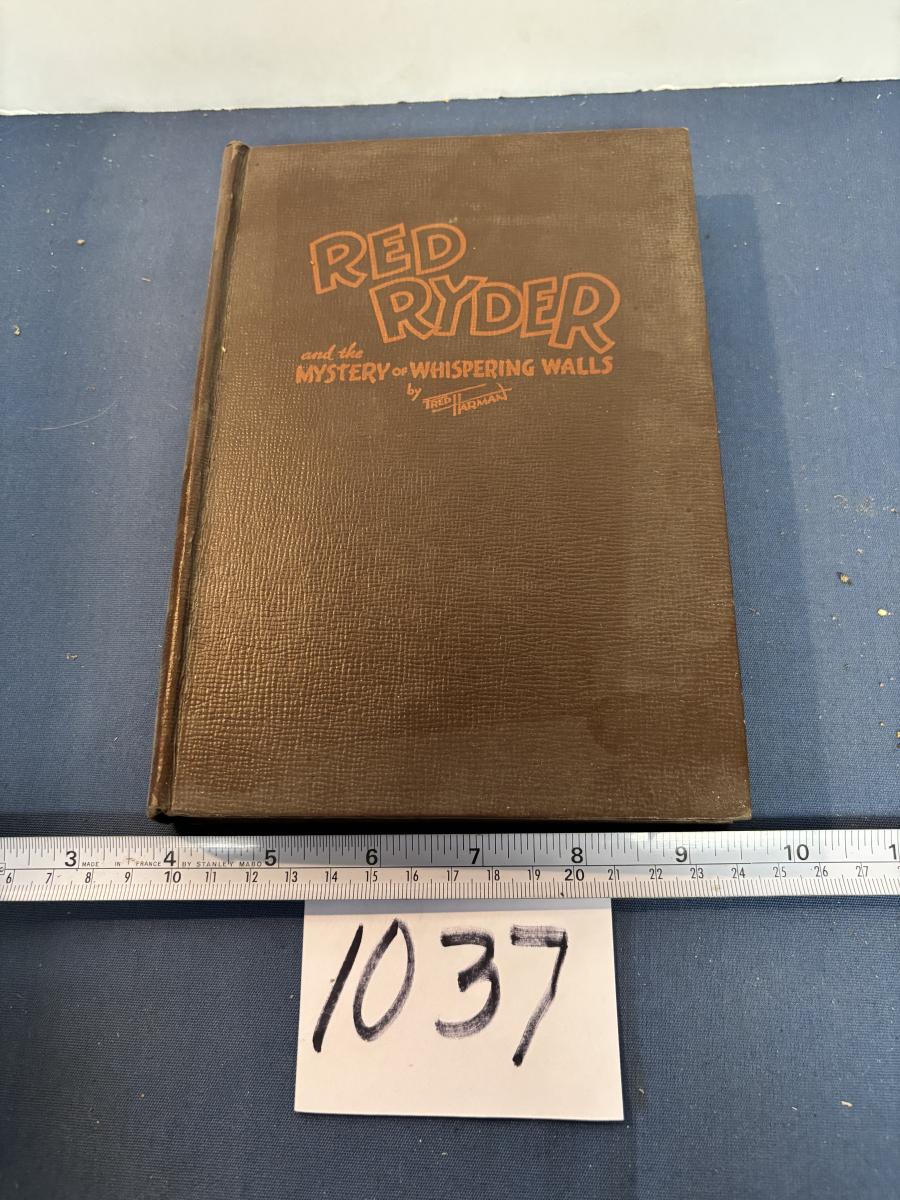 RED
RYDER
and the
MYSTERY OF WHISPERING WALLS
by FRED HARMAN
3 4 5 6 7 8 9 10 1
MADE IN FRANCE BY STANLEY MABO
6 7 8 9 10 11 12 13 14 15 16 17 18 19 20 21 22 23 24 25 26 27
1037